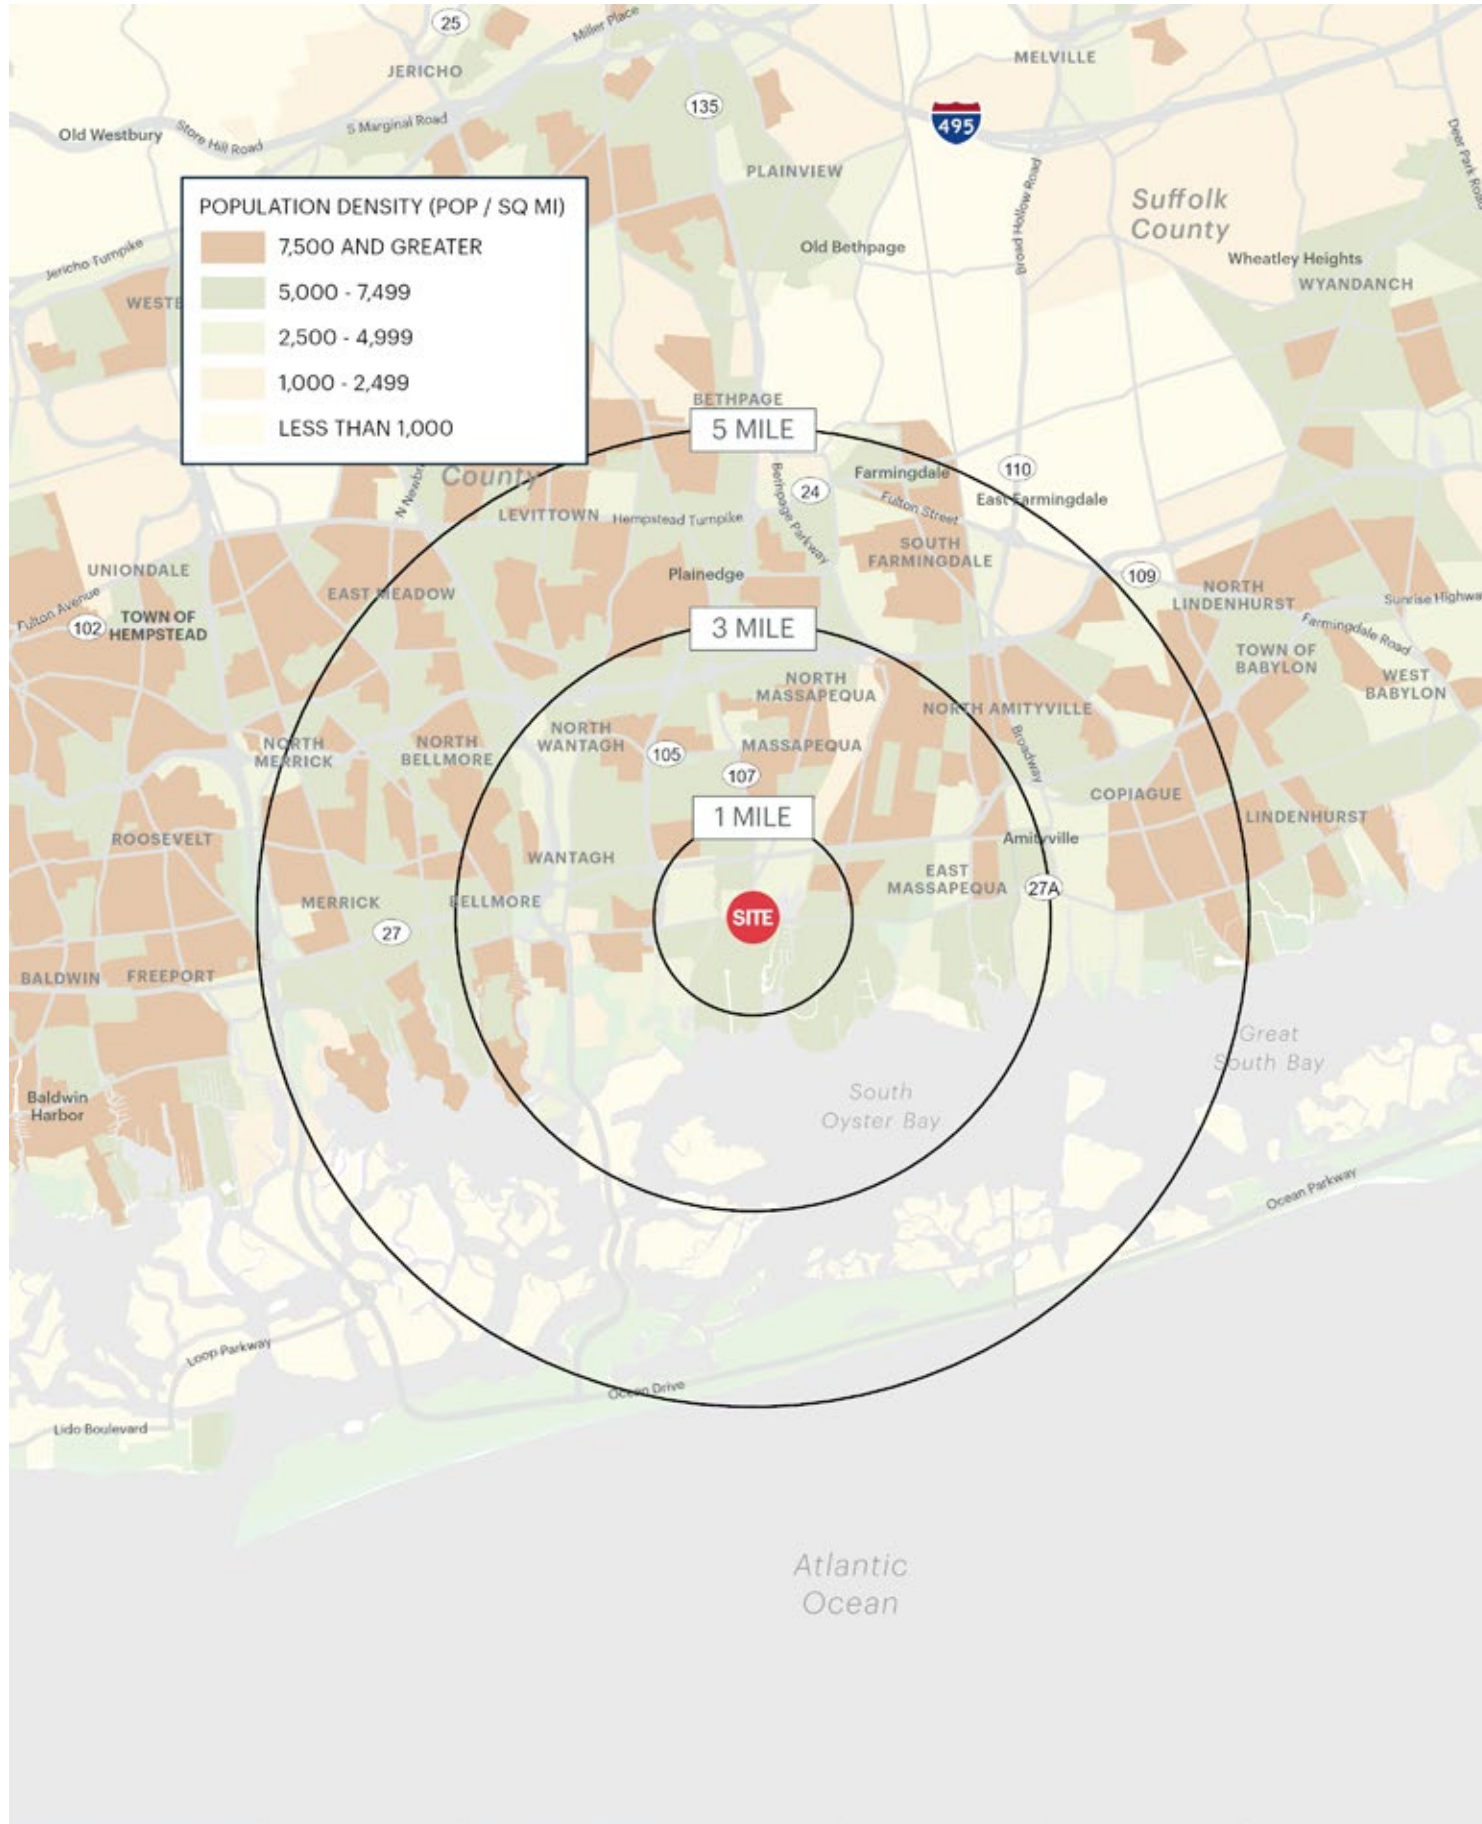 25
Miller Place
JERICHO
MELVILLE
135
495
Old Westbury
Store Hill Road
S Marginal Road
Deer Park Road
PLAINVIEW
Broad Hollow Road
Suffolk
County
POPULATION DENSITY (POP / SQ MI)
7,500 AND GREATER
5,000 - 7,499
2,500 - 4,999
1,000 - 2,499
LESS THAN 1,000
Jericho Turnpike
Old Bethpage
Wheatley Heights
WYANDANCH
WESTB
BETHPAGE
5 MILE
County
N Newbri
Farmingdale
110
24
Bethpage Parkway
East Farmingdale
Fulton Street
LEVITTOWN
Hempstead Turnpike
SOUTH
FARMINGDALE
UNIONDALE
Plainedge
109
EAST MEADOW
NORTH
LINDENHURST
Sunrise Highwa
Fulton Avenue
102
TOWN OF
HEMPSTEAD
3 MILE
Farmingdale Road
TOWN OF
BABYLON
WEST
BABYLON
NORTH
MASSAPEQUA
NORTH AMITYVILLE
NORTH
MERRICK
NORTH
BELLMORE
NORTH
WANTAGH
105
MASSAPEQUA
Broadway
107
COPIAGUE
1 MILE
LINDENHURST
ROOSEVELT
Amityville
WANTAGH
EAST
MASSAPEQUA
27A
MERRICK
BELLMORE
SITE
27
BALDWIN
FREEPORT
Great
South Bay
Baldwin
Harbor
South
Oyster Bay
Ocean Parkway
Loop Parkway
Ocean Drive
Lido Boulevard
Atlantic
Ocean